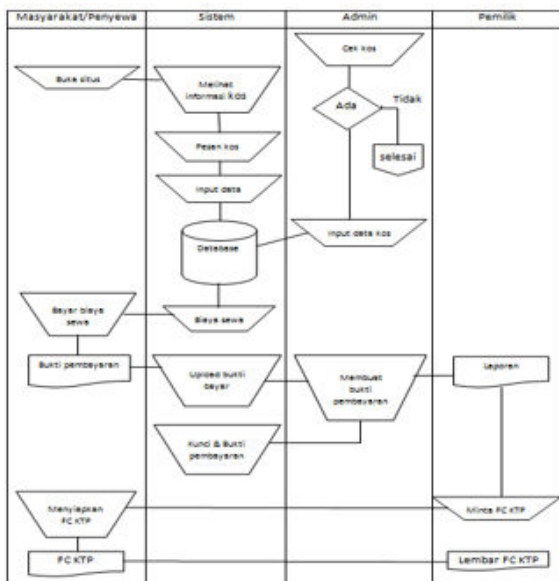 Masyarakat/Penyewa
Sistem
Admin
Pemilik
Cek kos
Buka situs
Melihat
informasi kos
Ada
Tidak
selesai
Pesan kos
Input data
Database
Input data kos
Bayar biaya
sewa
Biaya sewa
Bukti pembayaran
Upload bukti
bayar
Membuat
bukti
pembayaran
Laporan
Kunci & Bukti
pembayaran
Menyiapkan
FC KTP
Minta FC KTP
FC KTP
Lembar FC KTP